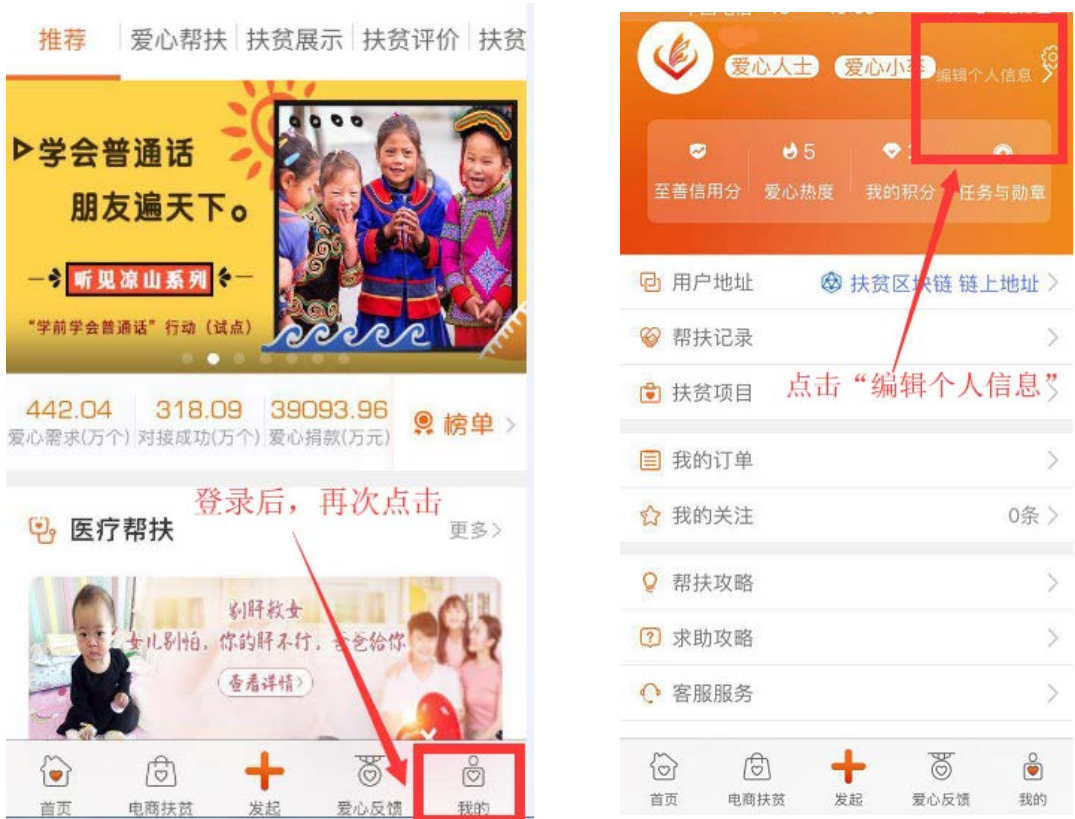 推荐 爱心帮扶 扶贫展示 扶贫评价 扶贫
学会普通话
朋友遍天下。
听见凉山系列
“学前学会普通话”行动（试点）
442.04 318.09 39093.96
爱心需求(万个) 对接成功(万个) 爱心捐款(万元)
榜单
登录后，再次点击
医疗帮扶 更多
割肝救女
女儿别怕，你的肝不行，爸爸给你
查看详情
首页 电商扶贫 发起 爱心反馈 我的
爱心人士 爱心小
编辑个人信息
5
至善信用分 爱心热度 我的积分 任务与勋章
用户地址 扶贫区块链 链上地址
帮扶记录
点击“编辑个人信息”
扶贫项目
我的订单
我的关注 0条
帮扶攻略
求助攻略
客服服务
首页 电商扶贫 发起 爱心反馈 我的